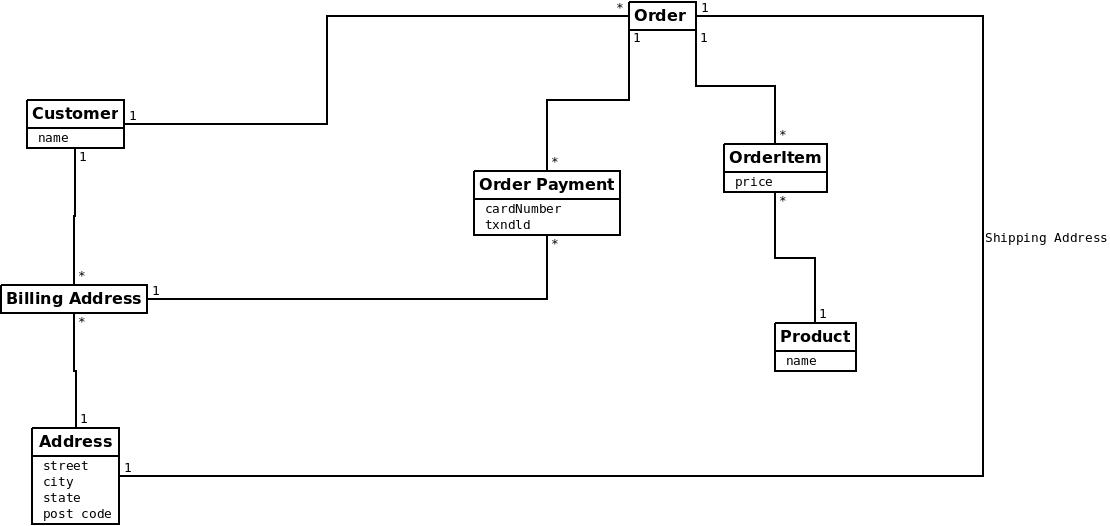 * Order 1
1 1
Customer 1
name
1
*
OrderItem
price
*
*
Order Payment
cardNumber
txndld
*
Shipping Address
*
Billing Address 1
*
1
Product
name
1
Address
street 1
city
state
post code